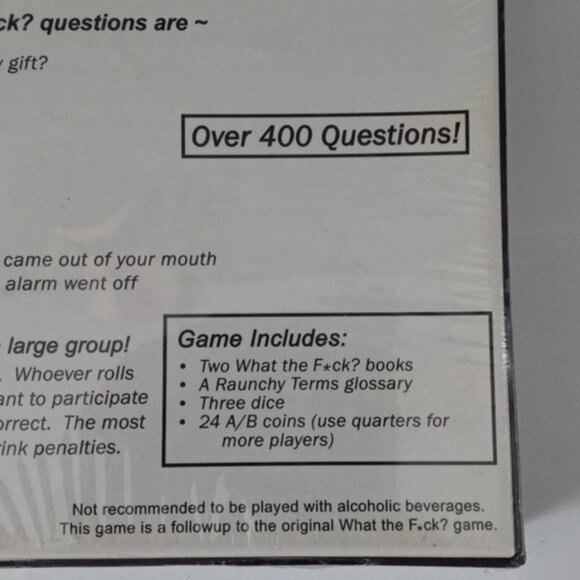 ck? questions are ~
gift?
Over 400 Questions!
came out of your mouth
alarm went off
large group!
. Whoever rolls
ant to participate
orrect. The most
rink penalties.
Game Includes:
• Two What the F*ck? books
• A Raunchy Terms glossary
• Three dice
• 24 A/B coins (use quarters for
more players)
Not recommended to be played with alcoholic beverages.
This game is a followup to the original What the F*ck? game.